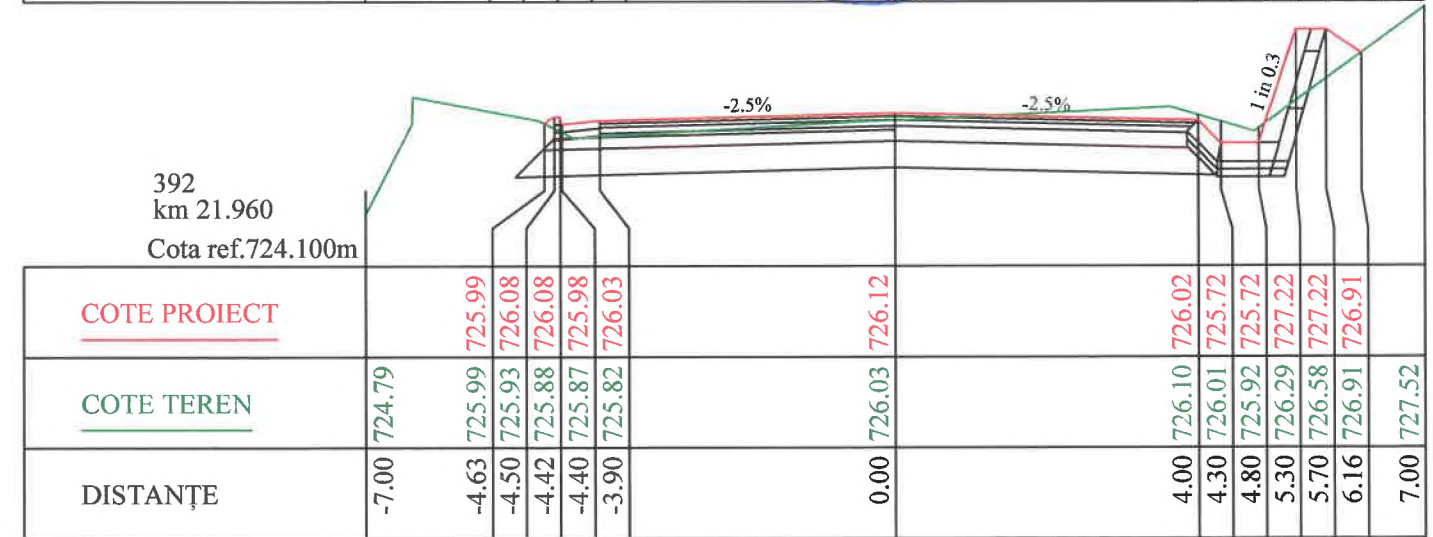 -2.5%
-2.5%
1 in 0.3
392
km 21.960
Cota ref.724.100m
COTE PROIECT
725.99 726.08 726.08 725.98 726.03 726.12 726.02 725.72 725.72 727.22 727.22 726.91
COTE TEREN
724.79 725.99 725.93 725.88 725.87 725.82 726.03 726.10 726.01 725.92 726.29 726.58 726.91 727.52
DISTANȚE
-7.00 -4.63 -4.50 -4.42 -4.40 -3.90 0.00 4.00 4.30 4.80 5.30 5.70 6.16 7.00